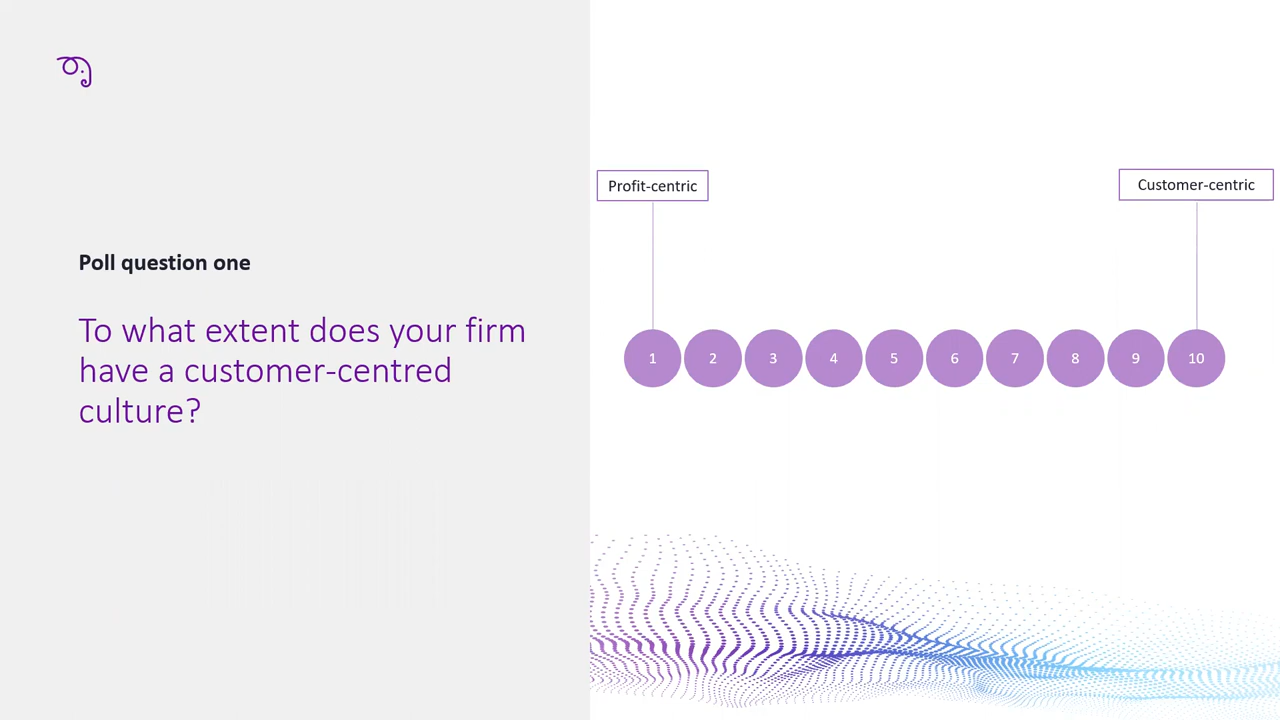 Poll question one
To what extent does your firm
have a customer-centred
culture?
Profit-centric
Customer-centric
1 2 3 4 5 6 7 8 9 10